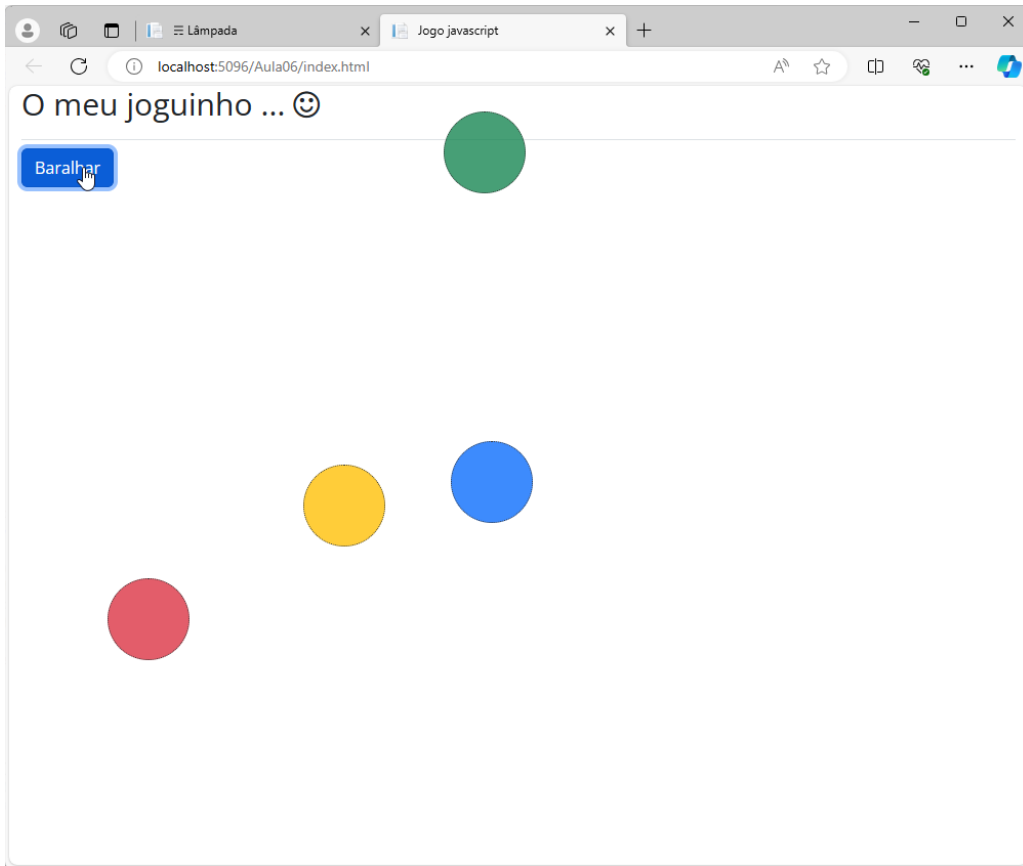 Lâmpada
Jogo javascript
localhost:5096/Aula06/index.html
O meu joguinho ... ☺
Baralhar